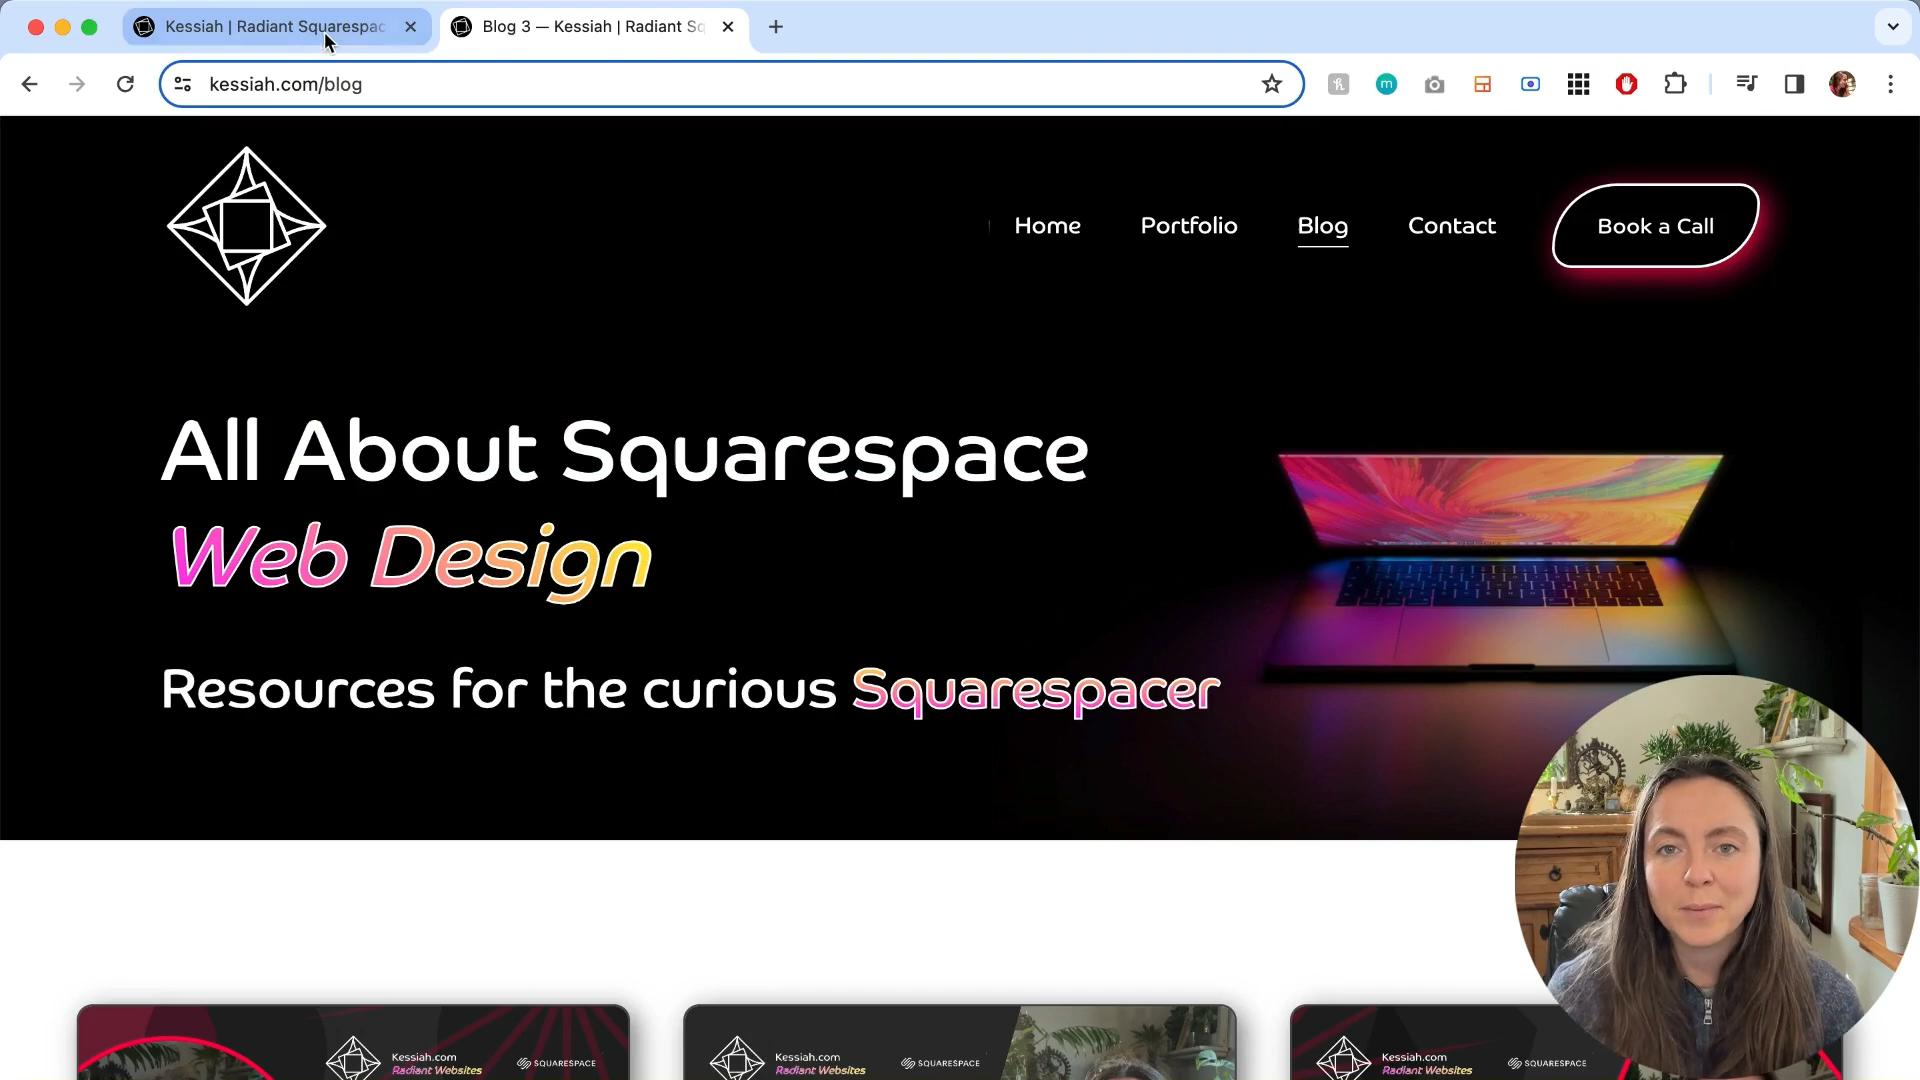 Kessiah | Radiant Squarespac
Blog 3 — Kessiah | Radiant Sq
kessiah.com/blog
Home
Portfolio
Blog
Contact
Book a Call
All About Squarespace
Web Design
Resources for the curious Squarespacer
Kessiah.com
Radiant Websites
SQUARESPACE
Kessiah.com
Radiant Websites
SQUARESPACE
Kessiah.com
Radiant Websites
SQUARESPACE